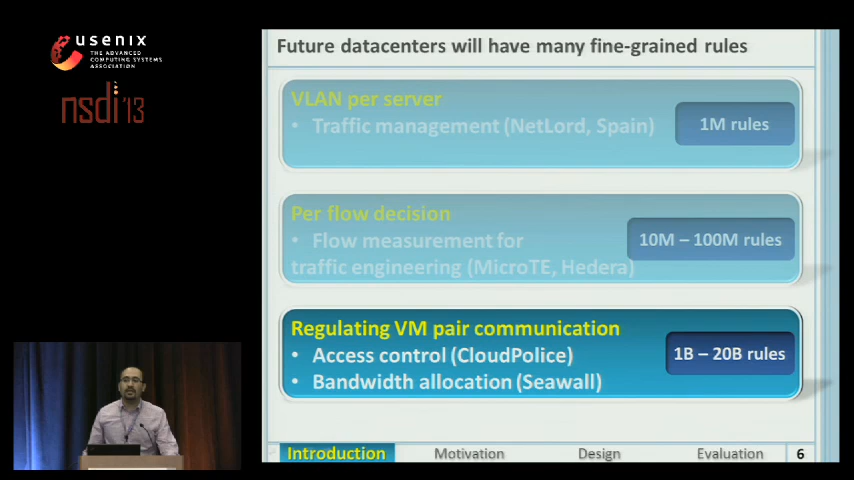 usenix
THE ADVANCED
COMPUTING SYSTEMS
ASSOCIATION
nsdi '13
Future datacenters will have many fine-grained rules
VLAN per server
• Traffic management (NetLord, Spain)
1M rules
Per flow decision
• Flow measurement for
traffic engineering (MicroTE, Hedera)
10M – 100M rules
Regulating VM pair communication
• Access control (CloudPolice)
• Bandwidth allocation (Seawall)
1B – 20B rules
Introduction
Motivation
Design
Evaluation
6